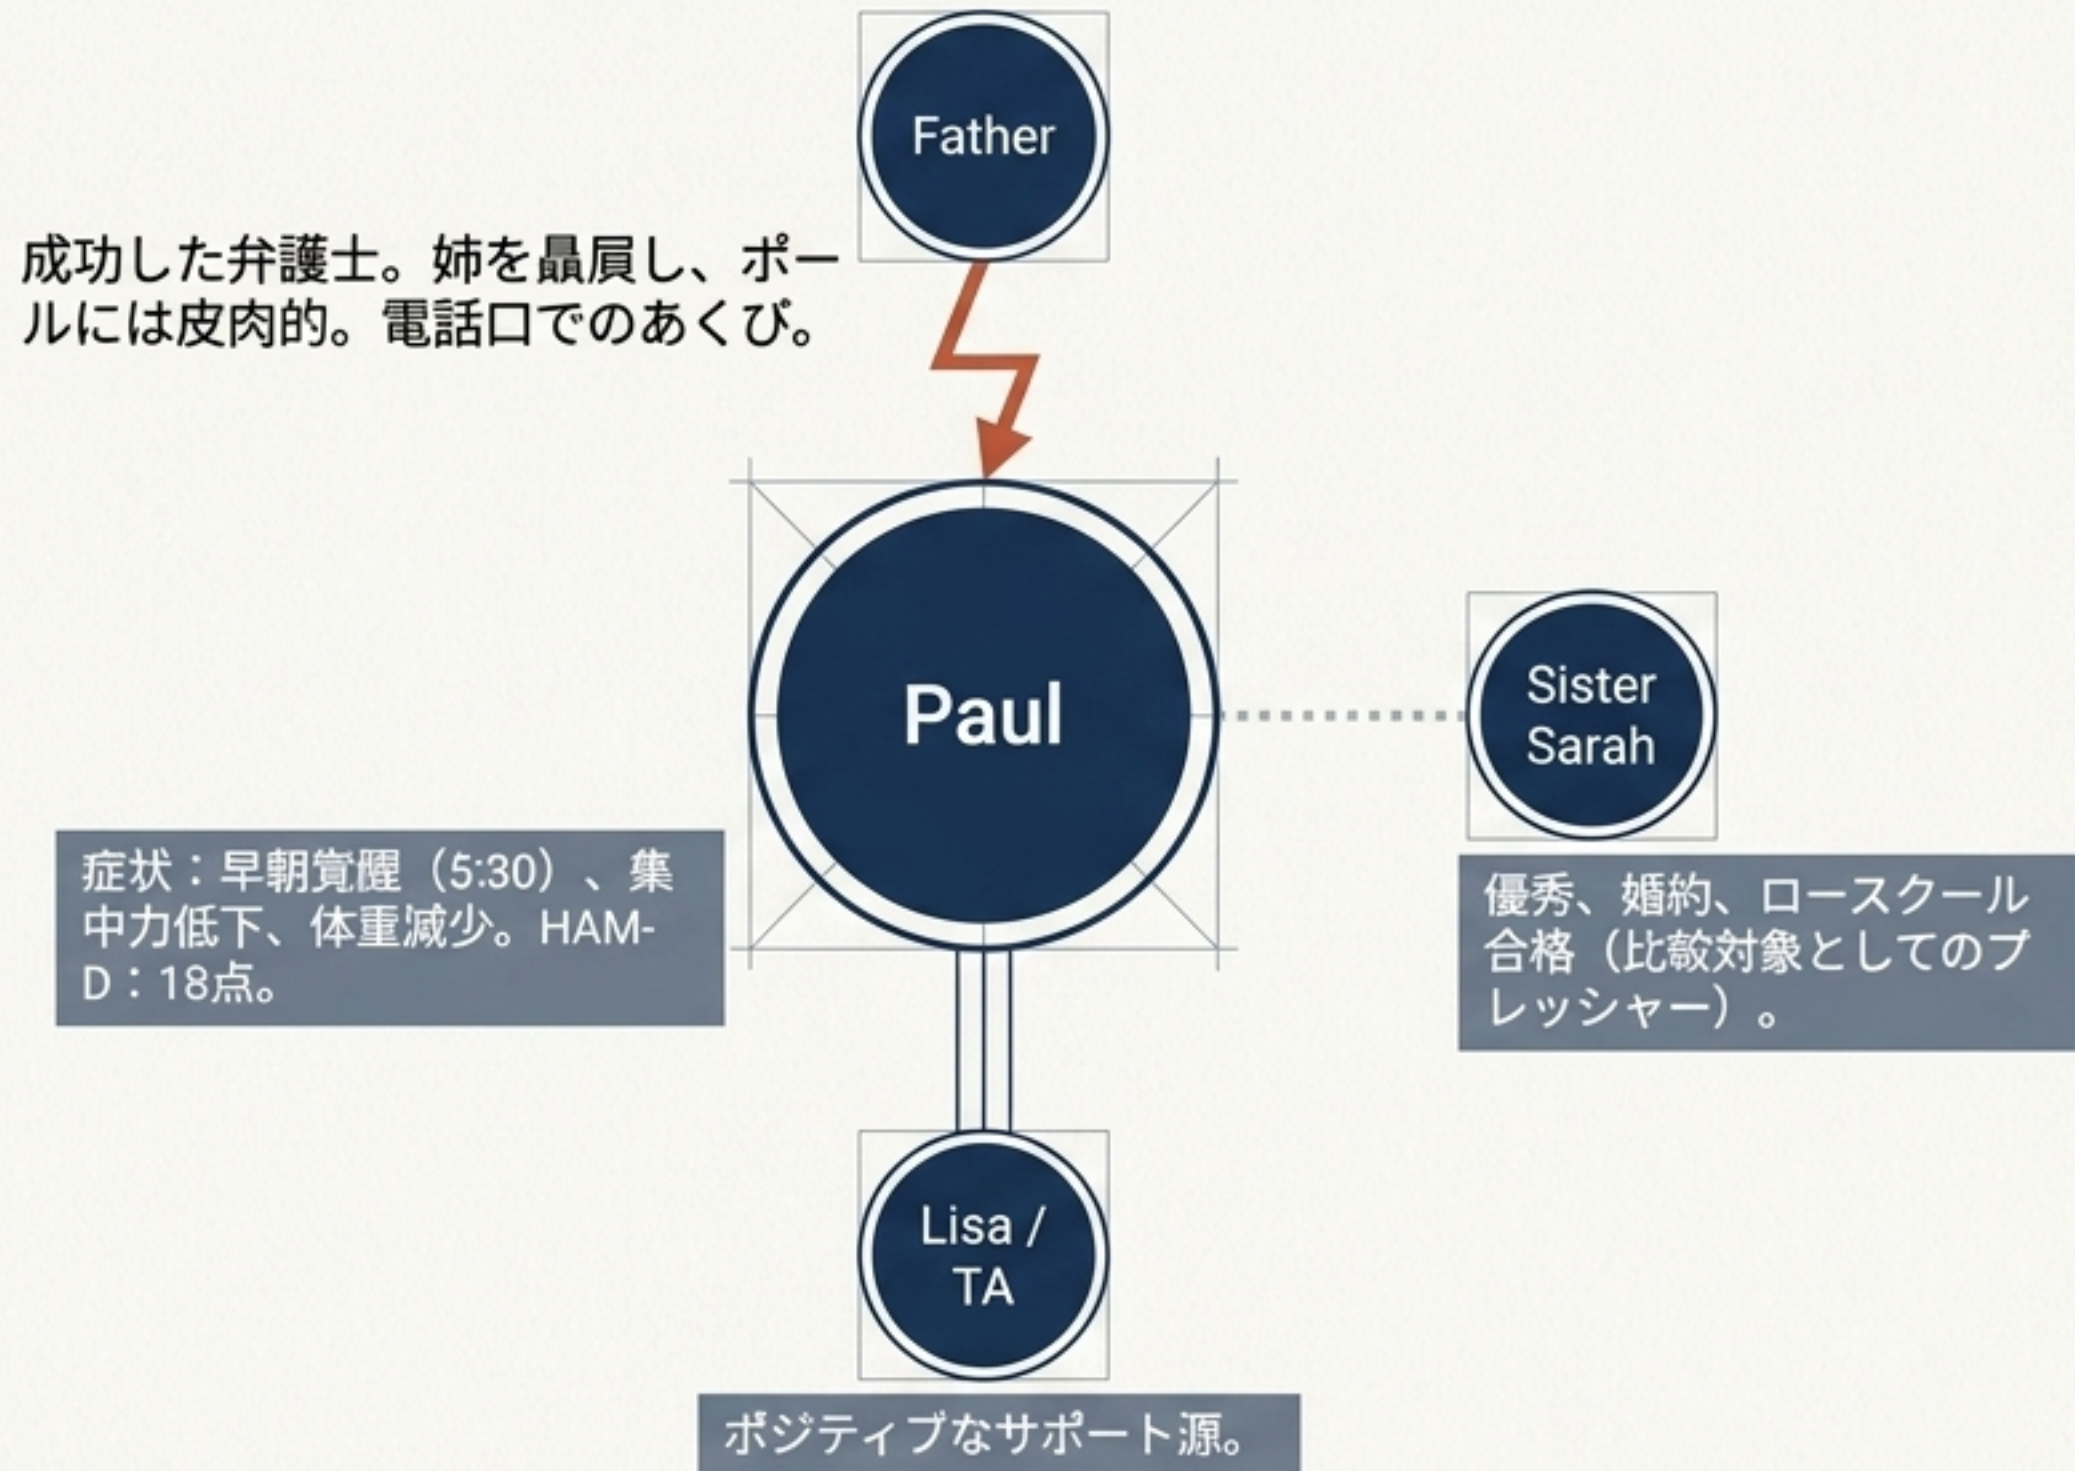 Father
成功した弁護士。姉を贔屓し、ポー
ルには皮肉的。電話口でのあくび。
Paul
Sister
Sarah
症状：早朝覚醒（5:30）、集
中力低下、体重減少。HAM-
D：18点。
優秀、婚約、ロースクール
合格（比較対象としてのプ
レッシャー）。
Lisa /
TA
ポジティブなサポート源。